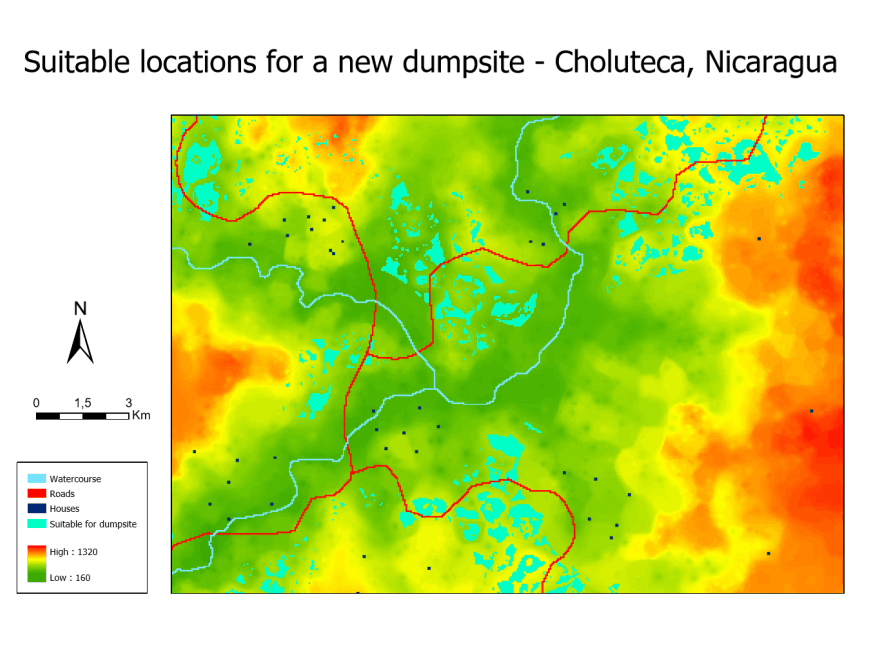 Suitable locations for a new dumpsite - Choluteca, Nicaragua
N
0 1,5 3
Km
Watercourse
Roads
Houses
Suitable for dumpsite
High : 1320
Low : 160